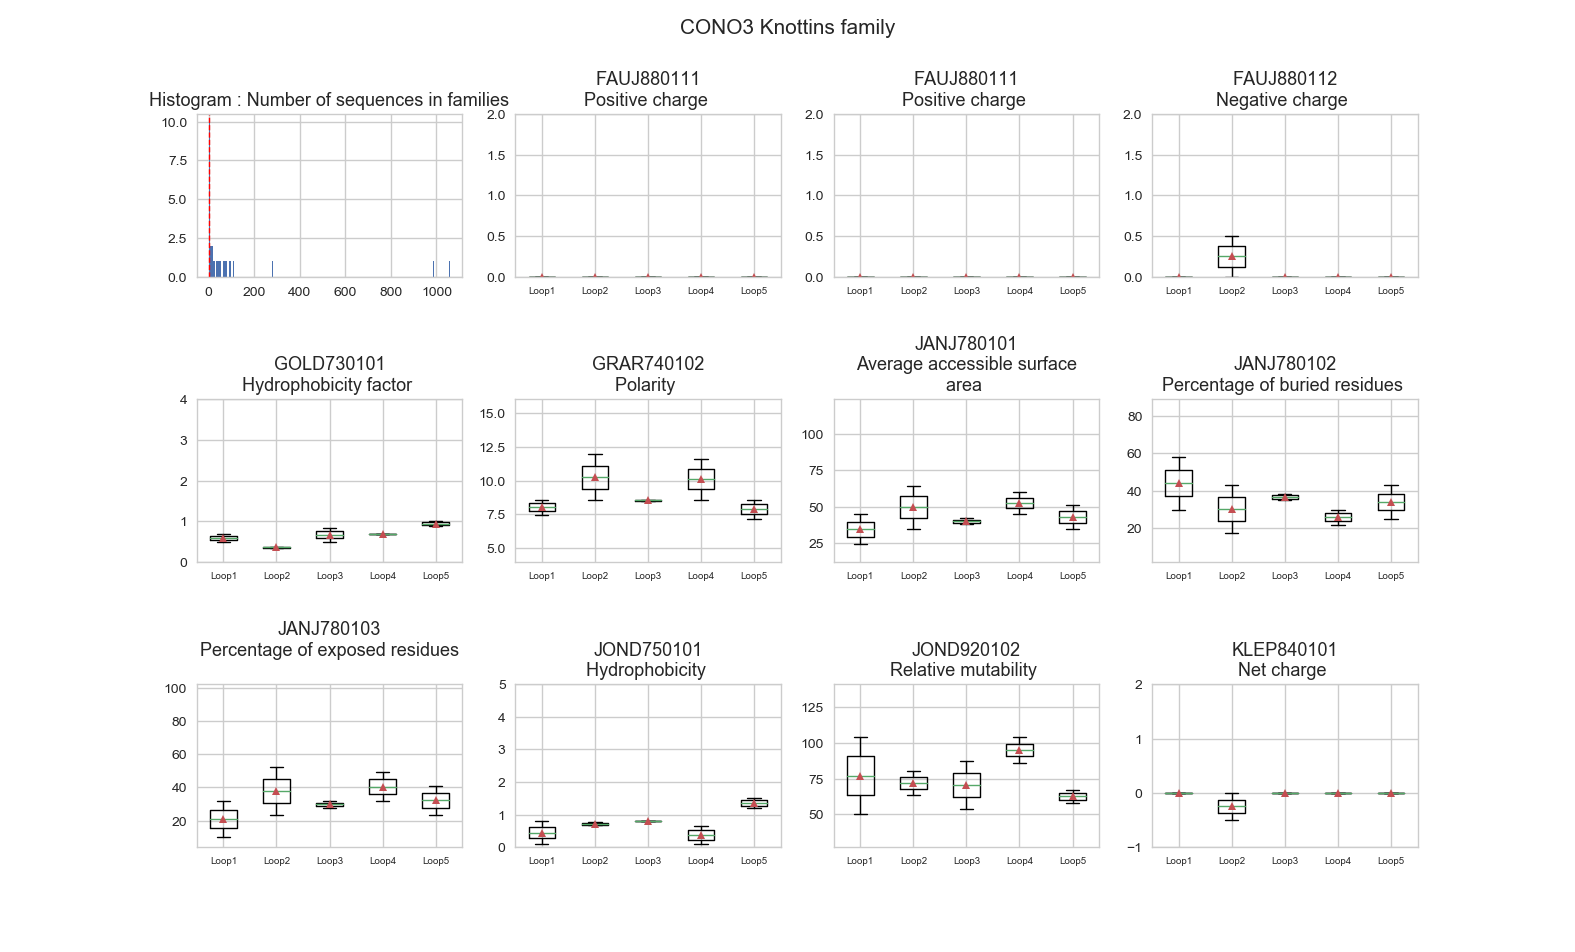 CONO3 Knottins family
Histogram : Number of sequences in families
10.0
7.5
5.0
2.5
0.0
0 200 400 600 800 1000
FAUJ880111
Positive charge
2.0
1.5
1.0
0.5
0.0
Loop1 Loop2 Loop3 Loop4 Loop5
FAUJ880111
Positive charge
2.0
1.5
1.0
0.5
0.0
Loop1 Loop2 Loop3 Loop4 Loop5
FAUJ880112
Negative charge
2.0
1.5
1.0
0.5
0.0
Loop1 Loop2 Loop3 Loop4 Loop5
GOLD730101
Hydrophobicity factor
4
3
2
1
0
Loop1 Loop2 Loop3 Loop4 Loop5
GRAR740102
Polarity
15.0
12.5
10.0
7.5
5.0
Loop1 Loop2 Loop3 Loop4 Loop5
JANJ780101
Average accessible surface
area
100
75
50
25
Loop1 Loop2 Loop3 Loop4 Loop5
JANJ780102
Percentage of buried residues
80
60
40
20
Loop1 Loop2 Loop3 Loop4 Loop5
JANJ780103
Percentage of exposed residues
100
80
60
40
20
Loop1 Loop2 Loop3 Loop4 Loop5
JOND750101
Hydrophobicity
5
4
3
2
1
0
Loop1 Loop2 Loop3 Loop4 Loop5
JOND920102
Relative mutability
125
100
75
50
Loop1 Loop2 Loop3 Loop4 Loop5
KLEP840101
Net charge
2
1
0
−1
Loop1 Loop2 Loop3 Loop4 Loop5